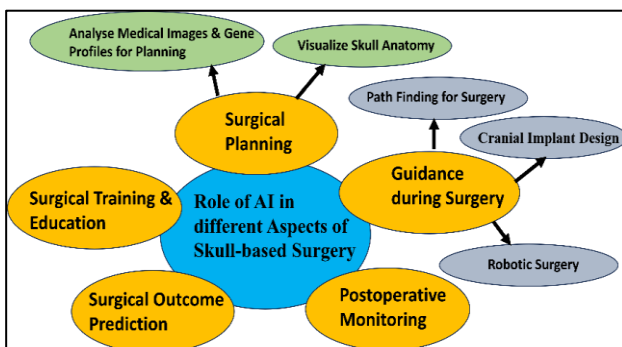 Analyse Medical Images & Gene
Profiles for Planning
Visualize Skull Anatomy
Surgical
Planning
Path Finding for Surgery
Cranial Implant Design
Guidance
during Surgery
Robotic Surgery
Surgical Training &
Education
Role of AI in
different Aspects of
Skull-based Surgery
Surgical Outcome
Prediction
Postoperative
Monitoring